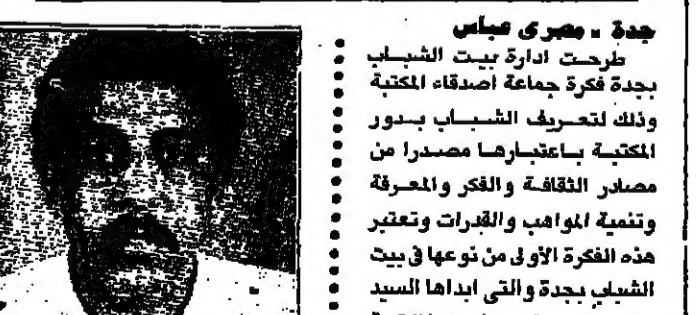 جدة - مصرى عباس
طرحت ادارة بيت الشباب
بجدة فكرة جماعة اصدقاء المكتبة
وذلك لتعريف الشباب بدور
المكتبة باعتبارها مصدرا من
مصادر الثقافة والفكر والمعرفة
وتنمية المواهب والقدرات وتعتبر
هذه الفكرة الأولى من نوعها في بيت
الشباب بجدة والتى ابداها السيد